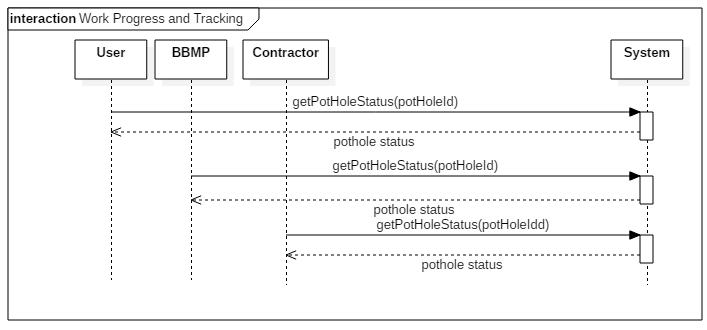 interaction Work Progress and Tracking
User
BBMP
Contractor
System
getPotHoleStatus(potHoleId)
pothole status
getPotHoleStatus(potHoleId)
pothole status
getPotHoleStatus(potHoleIdd)
pothole status